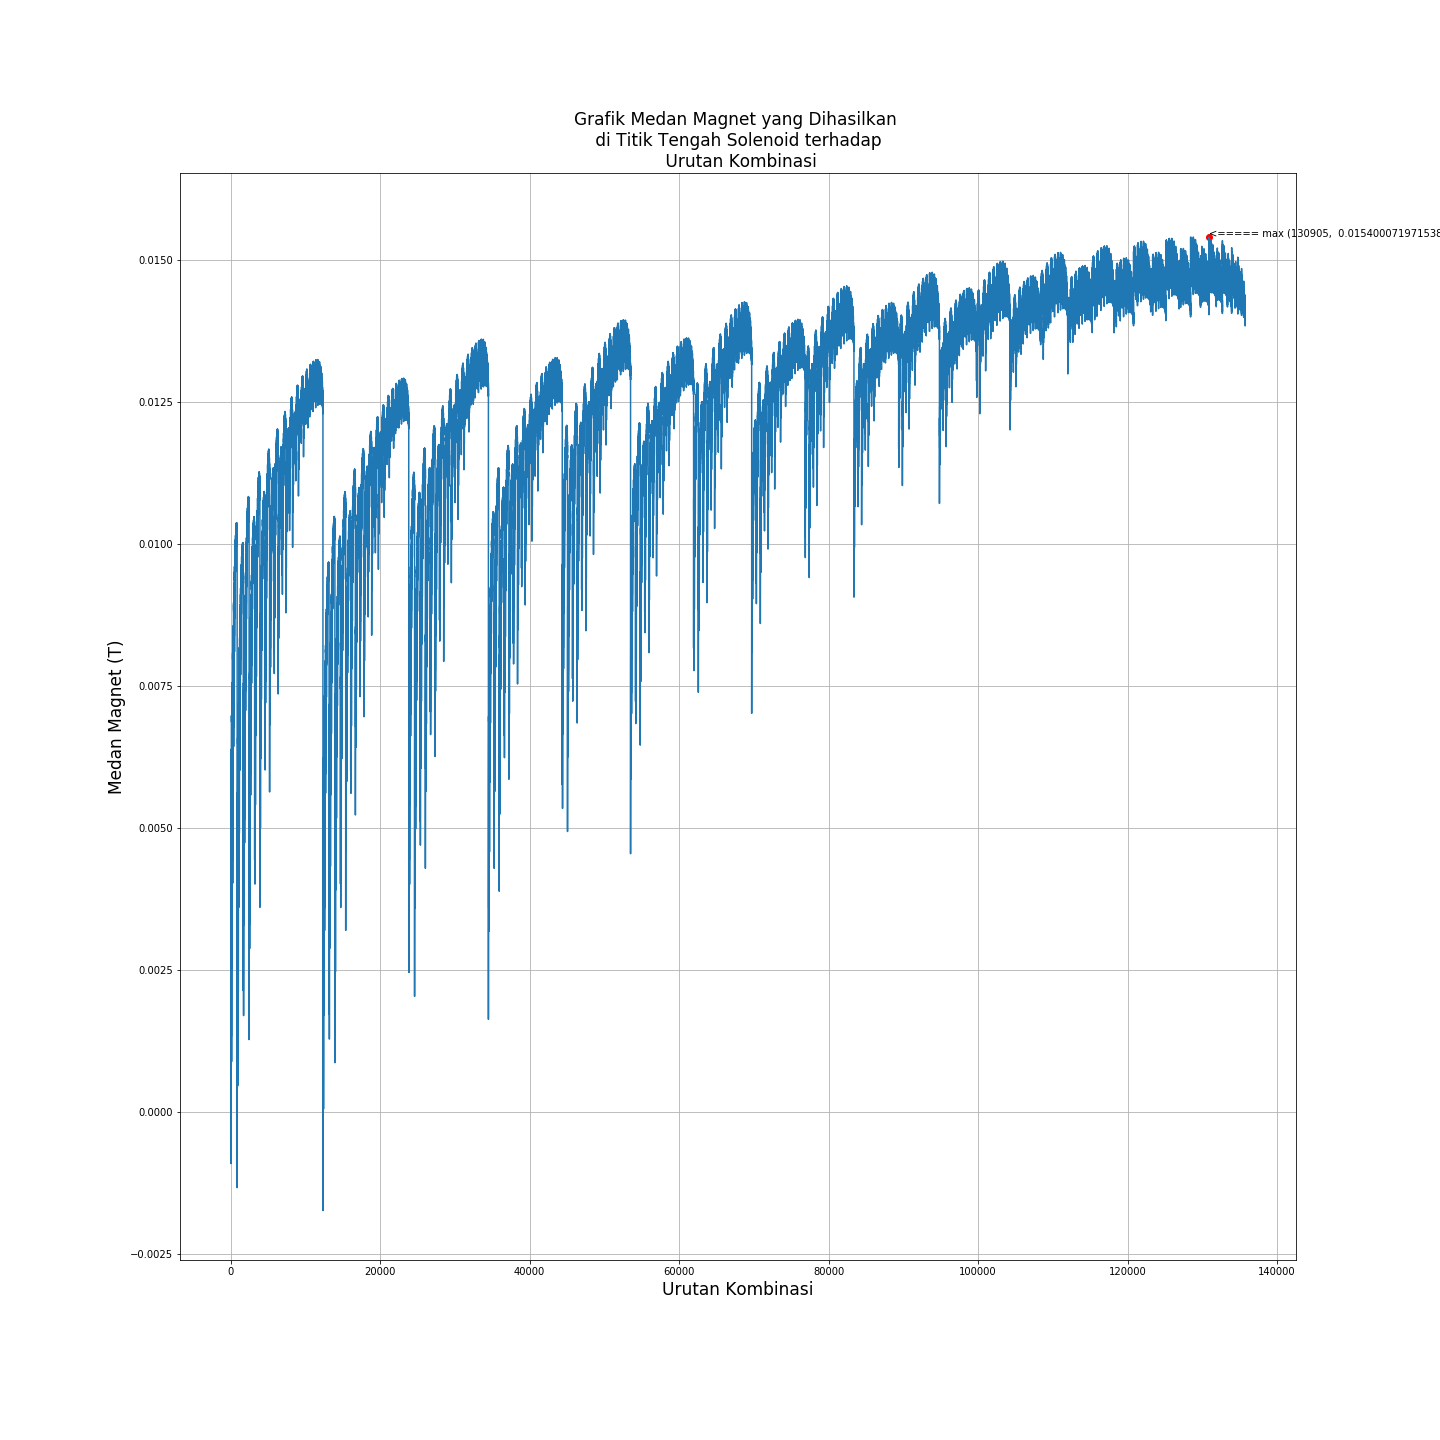 Grafik Medan Magnet yang Dihasilkan
di Titik Tengah Solenoid terhadap
Urutan Kombinasi
<===== max (130905,  0.015400071971538
Medan Magnet (T)
0.0150
0.0125
0.0100
0.0075
0.0050
0.0025
0.0000
−0.0025
0 20000 40000 60000 80000 100000 120000 140000
Urutan Kombinasi